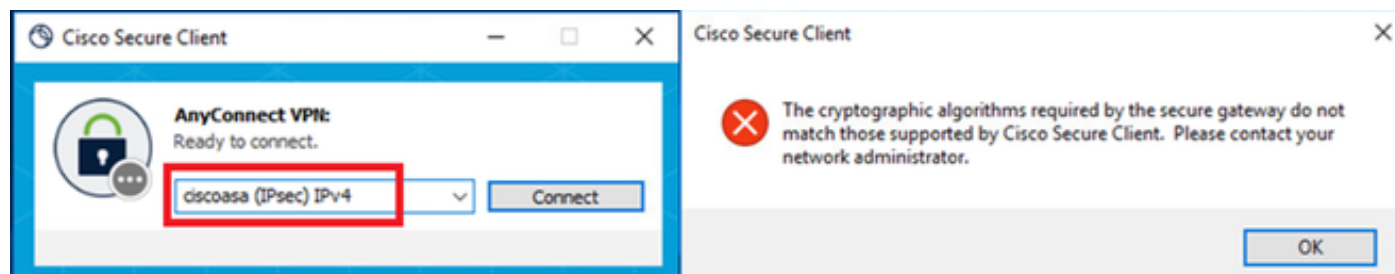 Cisco Secure Client
AnyConnect VPN:
Ready to connect.
ciscoasa (IPsec) IPv4
Connect
Cisco Secure Client
The cryptographic algorithms required by the secure gateway do not
match those supported by Cisco Secure Client. Please contact your
network administrator.
OK